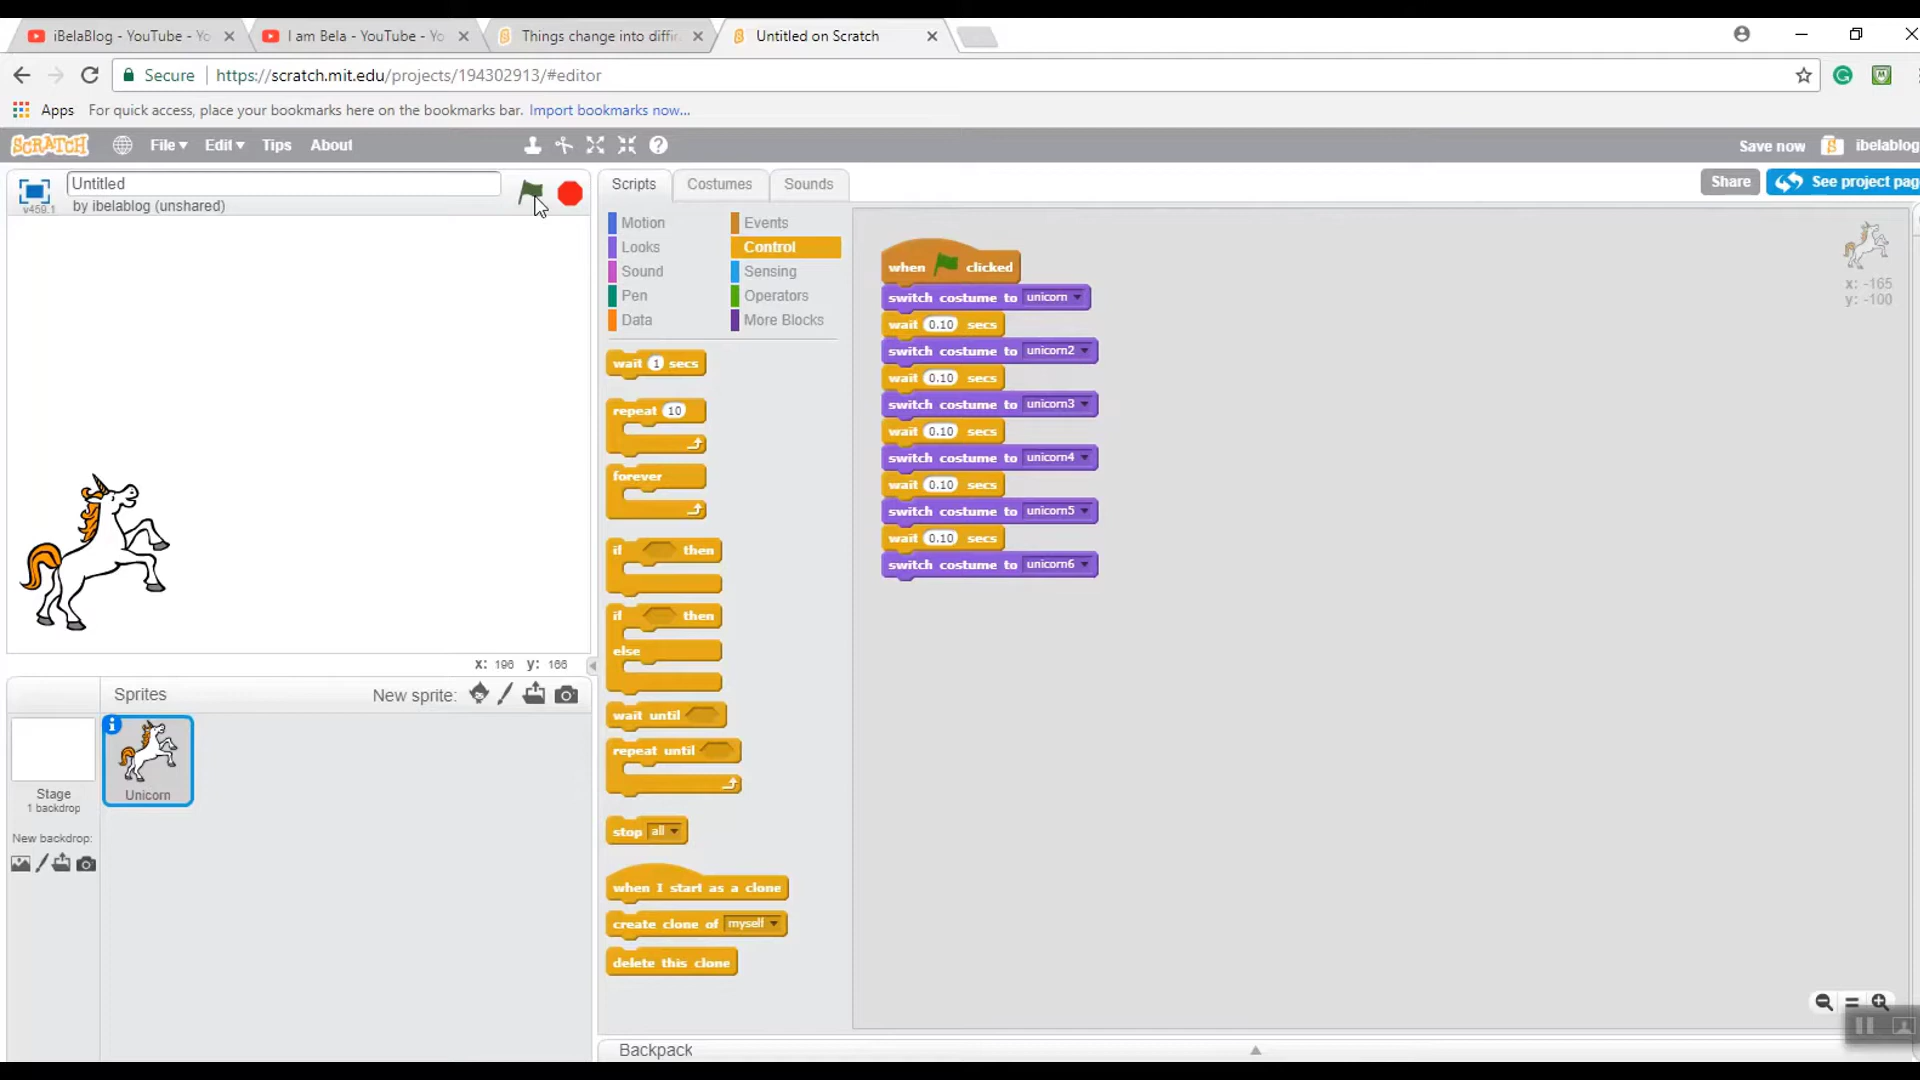 iBelaBlog - YouTube - Yo
I am Bela - YouTube - Yo
Things change into diffir
Untitled on Scratch
Secure
https://scratch.mit.edu/projects/194302913/#editor
Apps
For quick access, place your bookmarks here on the bookmarks bar. Import bookmarks now...
SCRATCH
File
Edit
Tips
About
Save now
ibelablog
Untitled
by ibelablog (unshared)
v459.1
Scripts
Costumes
Sounds
Share
See project pag
Motion
Events
Looks
Control
Sound
Sensing
Pen
Operators
Data
More Blocks
wait 1 secs
repeat 10
forever
if then
if then
else
wait until
repeat until
stop all
when I start as a clone
create clone of myself
delete this clone
when clicked
switch costume to unicorn
wait 0.10 secs
switch costume to unicorn2
wait 0.10 secs
switch costume to unicorn3
wait 0.10 secs
switch costume to unicorn4
wait 0.10 secs
switch costume to unicorn5
wait 0.10 secs
switch costume to unicorn6
x: -165
y: -100
x: 196 y: 166
Sprites
New sprite:
Stage
1 backdrop
New backdrop:
Unicorn
Backpack